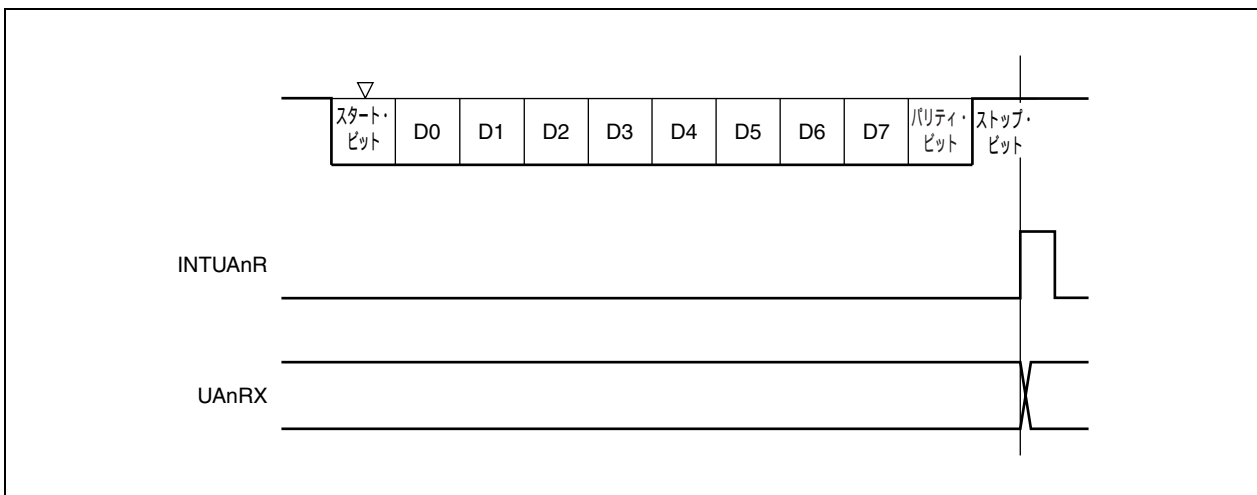 スタート・
ビット
D0
D1
D2
D3
D4
D5
D6
D7
パリティ・
ビット
ストップ・
ビット
INTUAnR
UAnRX